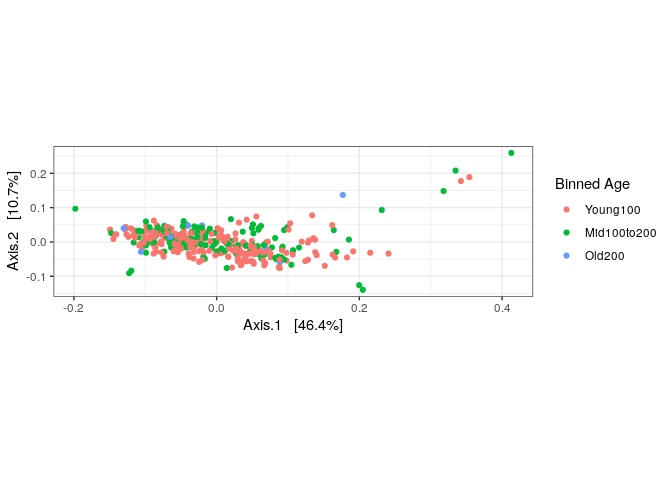 0.2
0.1
0.0
-0.1
Axis.2 [10.7%]
-0.2
0.0
0.2
0.4
Axis.1 [46.4%]
Binned Age
Young100
Mid100to200
Old200